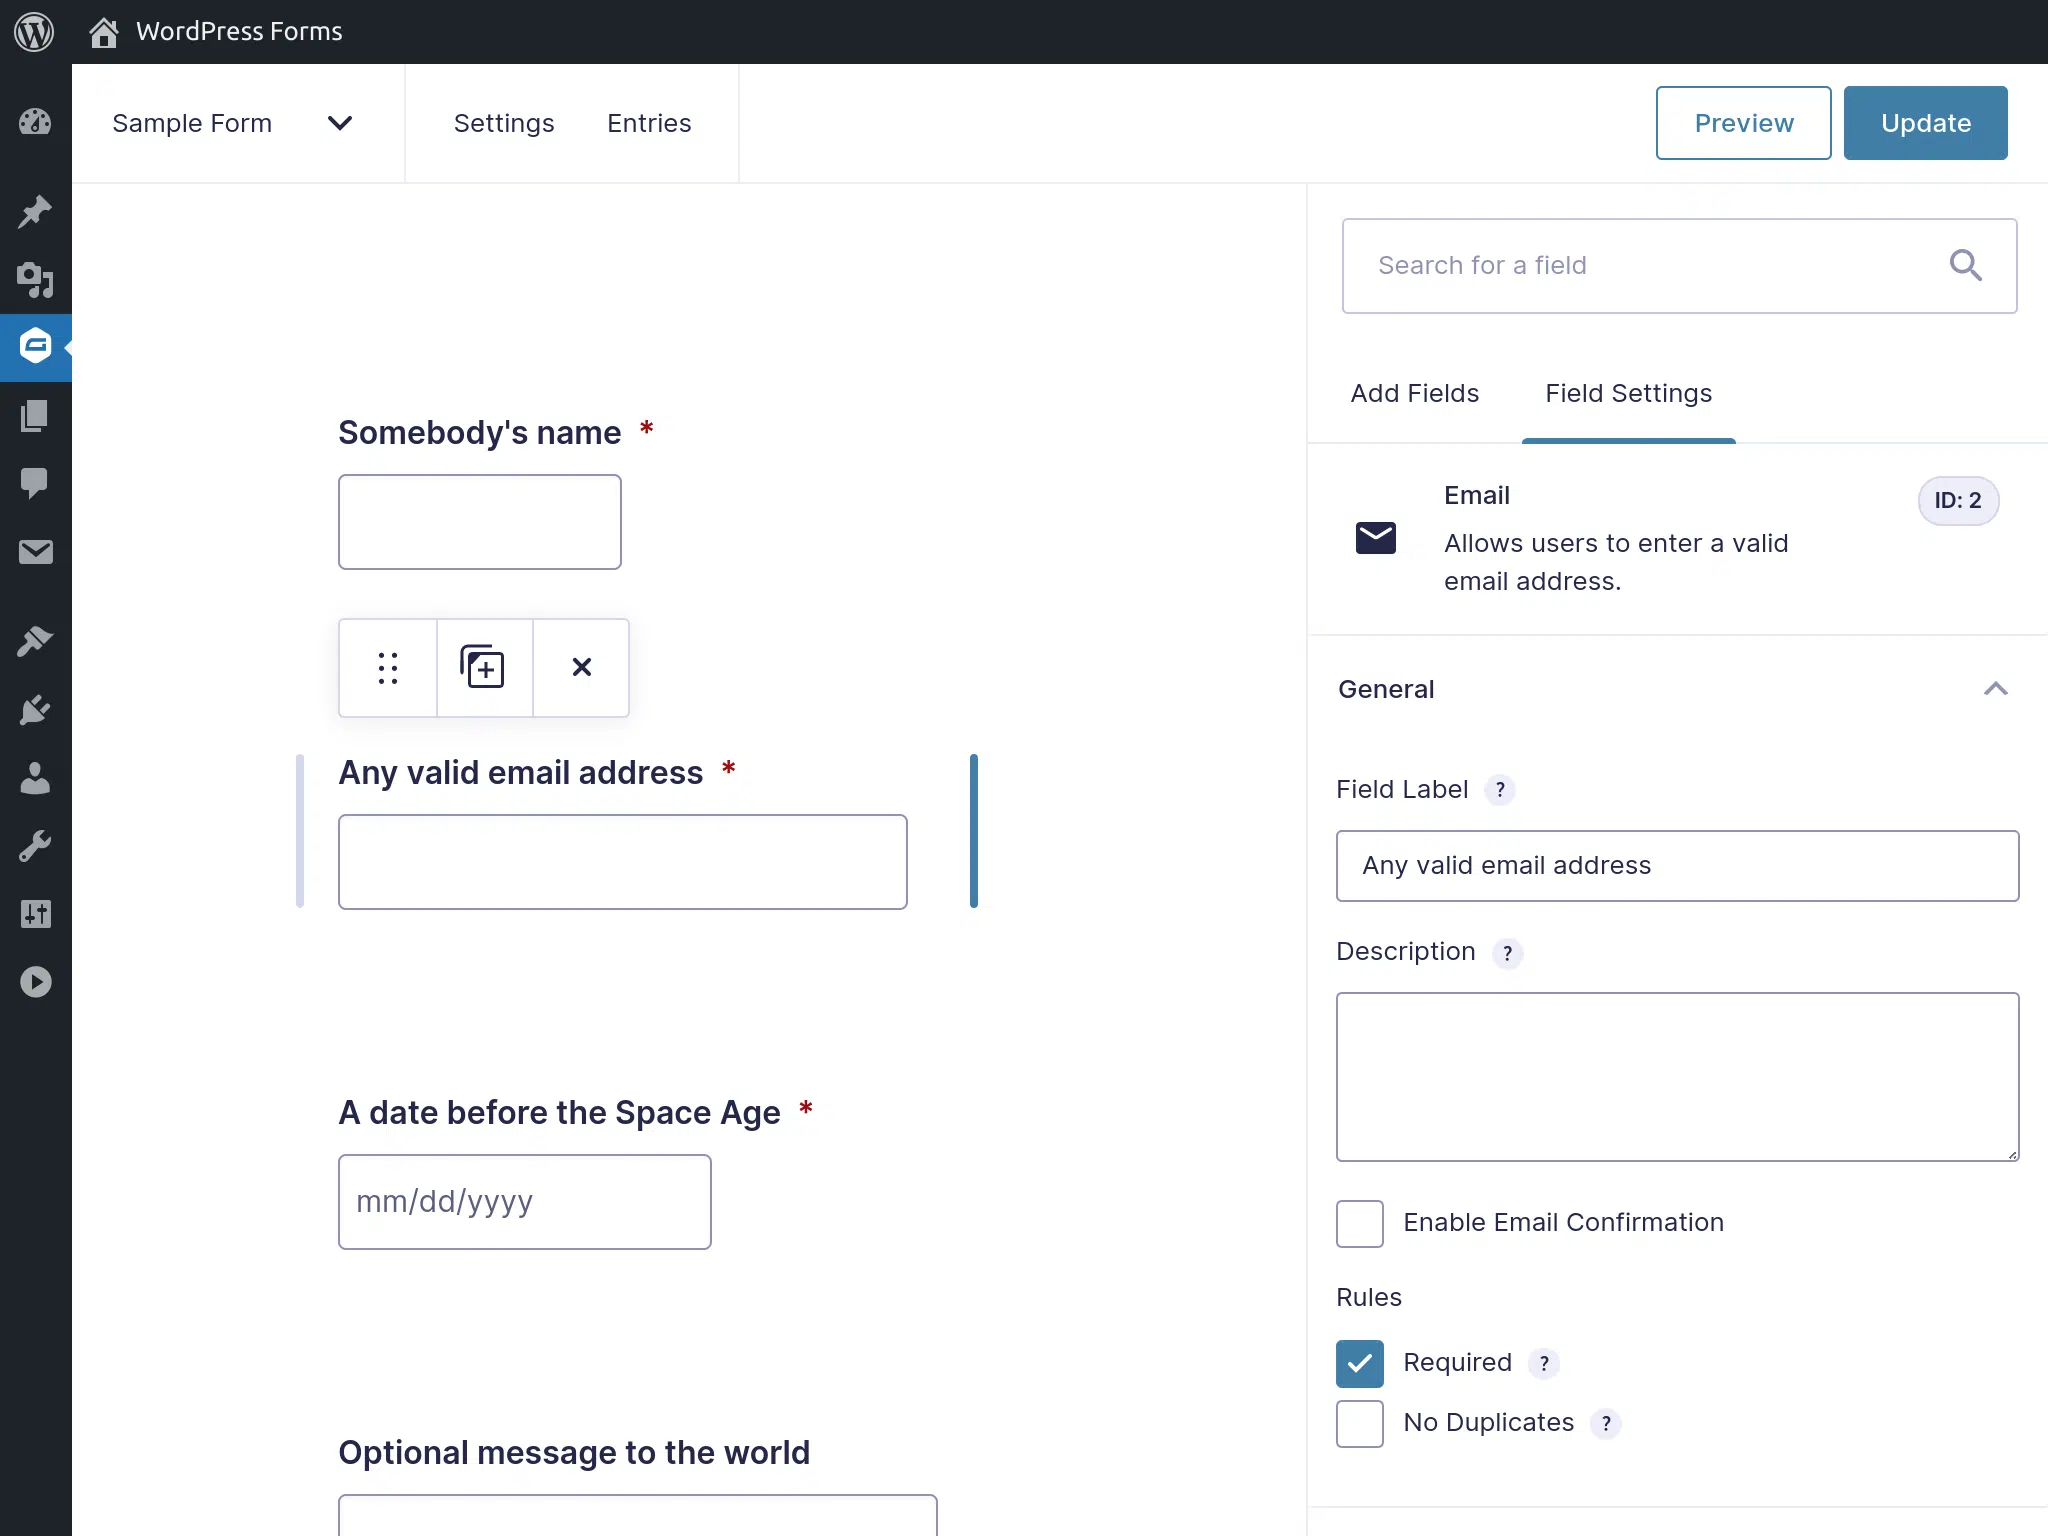 WordPress Forms
Sample Form
Settings
Entries
Preview
Update
Somebody's name *
Any valid email address *
A date before the Space Age *
mm/dd/yyyy
Optional message to the world
Search for a field
Add Fields
Field Settings
Email
ID: 2
Allows users to enter a valid
email address.
General
Field Label ?
Any valid email address
Description ?
Enable Email Confirmation
Rules
Required ?
No Duplicates ?